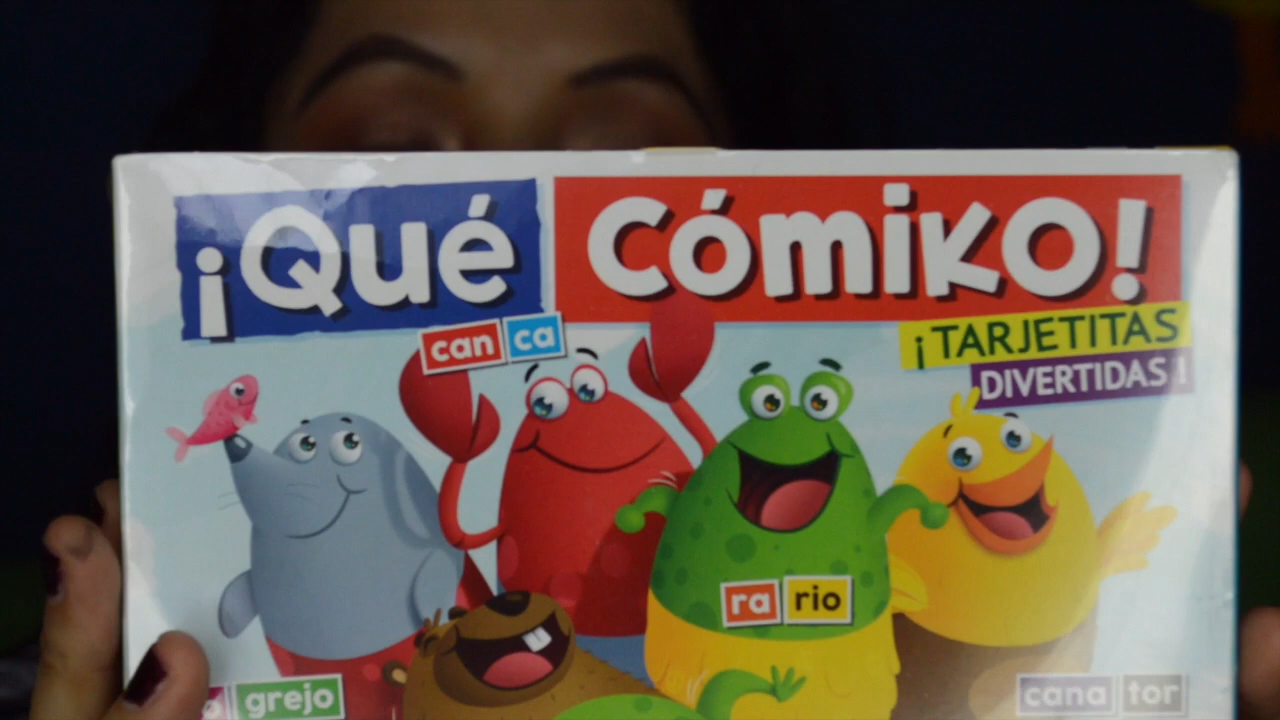 ¡Qué Cómiko!
¡TARJETITAS
DIVERTIDAS!
can ca
ra rio
grejo
cana tor